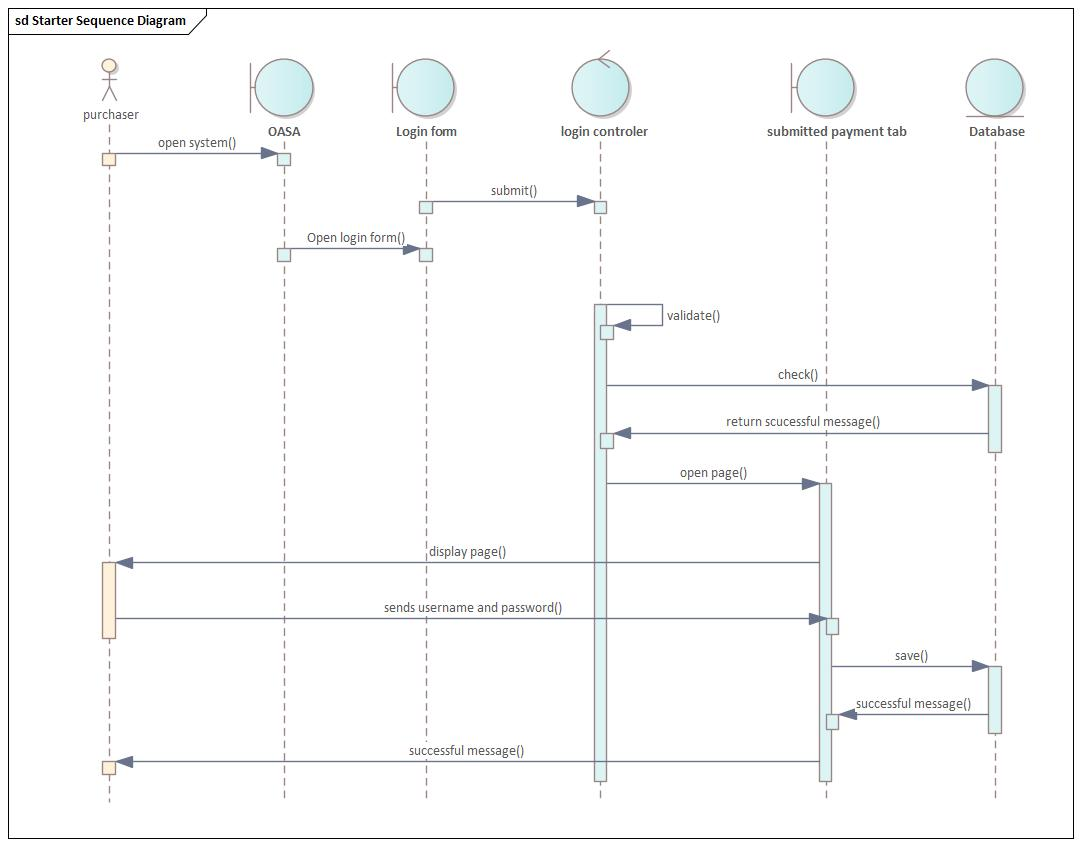 sd Starter Sequence Diagram
purchaser
OASA
Login form
login controler
submitted payment tab
Database
open system()
submit()
Open login form()
validate()
check()
return scucessful message()
open page()
display page()
sends username and password()
save()
successful message()
successful message()